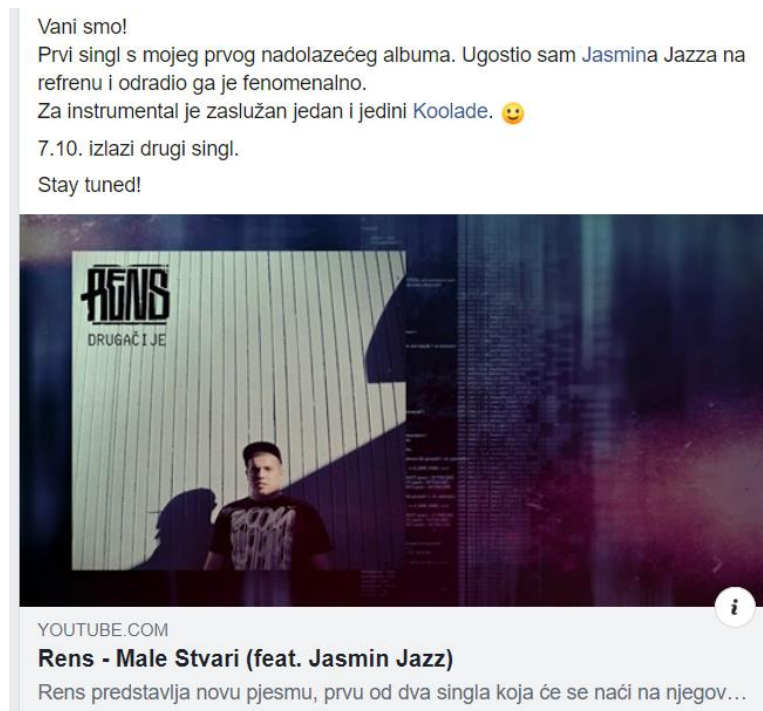 Vani smo!
Prvi singl s mojeg prvog nadolazećeg albuma. Ugostio sam Jasmina Jazza na
refrenu i odradio ga je fenomenalno.
Za instrumental je zaslužan jedan i jedini Koolade. 🙂
7.10. izlazi drugi singl.
Stay tuned!
RENS
DRUGAČIJE
i
YOUTUBE.COM
Rens - Male Stvari (feat. Jasmin Jazz)
Rens predstavlja novu pjesmu, prvu od dva singla koja će se naći na njegov…